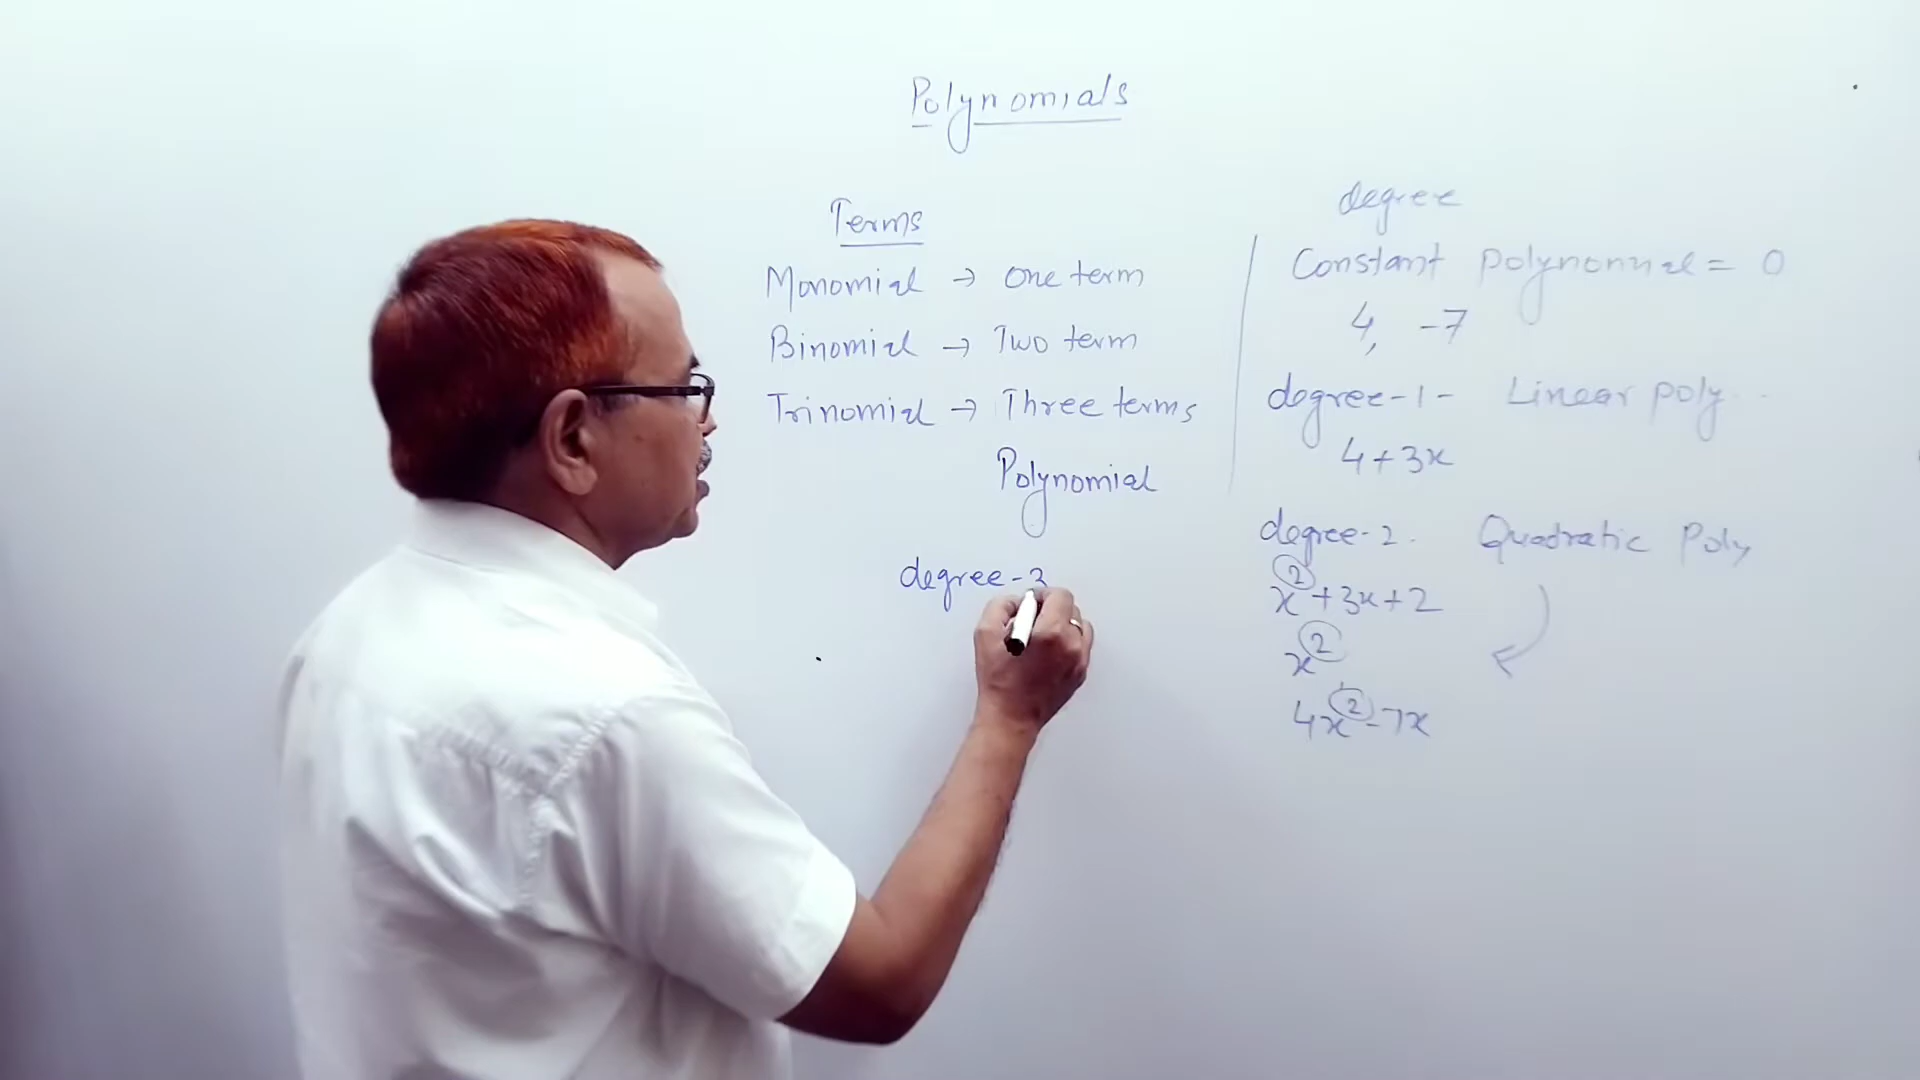 Polynomials
Terms
Monomial → One term
Binomial → Two term
Trinomial → Three terms
Polynomial
degree-3
degree
Constant Polynomial = 0
4, -7
degree-1- Linear poly..
4+3x
degree-2. Quadratic Poly
x²+3x+2
x²
4x²-7x